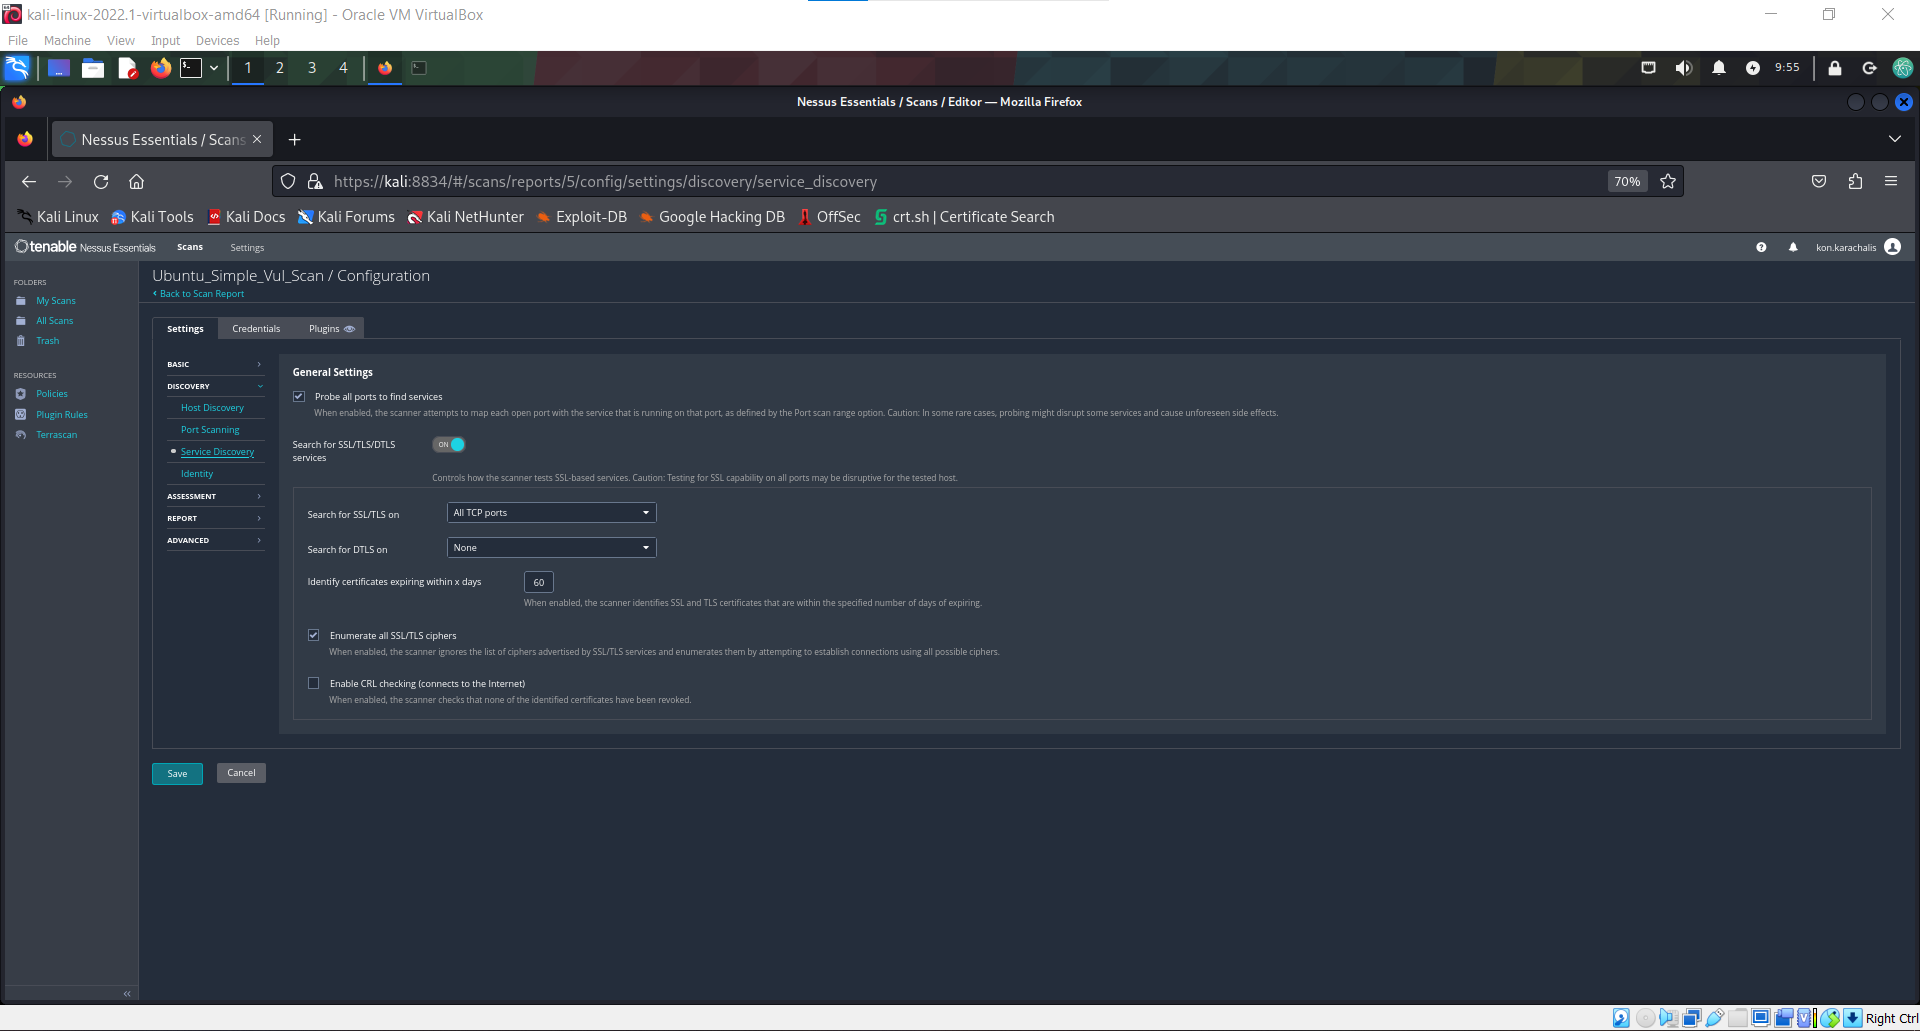 kali-linux-2022.1-virtualbox-amd64 [Running] - Oracle VM VirtualBox
File Machine View Input Devices Help
1 2 3 4 9:55
Nessus Essentials / Scans / Editor — Mozilla Firefox
Nessus Essentials / Scans
https://kali:8834/#/scans/reports/5/config/settings/discovery/service_discovery 70%
Kali Linux Kali Tools Kali Docs Kali Forums Kali NetHunter Exploit-DB Google Hacking DB OffSec crt.sh | Certificate Search
tenable Nessus Essentials Scans Settings kon.karachalis
Ubuntu_Simple_Vul_Scan / Configuration
Back to Scan Report
FOLDERS
My Scans
All Scans
Trash
RESOURCES
Policies
Plugin Rules
Terrascan
Settings Credentials Plugins
BASIC
DISCOVERY
Host Discovery
Port Scanning
Service Discovery
Identity
ASSESSMENT
REPORT
ADVANCED
General Settings
Probe all ports to find services
When enabled, the scanner attempts to map each open port with the service that is running on that port, as defined by the Port scan range option. Caution: In some rare cases, probing might disrupt some services and cause unforeseen side effects.
Search for SSL/TLS/DTLS
services
ON
Controls how the scanner tests SSL-based services. Caution: Testing for SSL capability on all ports may be disruptive for the tested host.
Search for SSL/TLS on All TCP ports
Search for DTLS on None
Identify certificates expiring within x days 60
When enabled, the scanner identifies SSL and TLS certificates that are within the specified number of days of expiring.
Enumerate all SSL/TLS ciphers
When enabled, the scanner ignores the list of ciphers advertised by SSL/TLS services and enumerates them by attempting to establish connections using all possible ciphers.
Enable CRL checking (connects to the Internet)
When enabled, the scanner checks that none of the identified certificates have been revoked.
Save Cancel
Right Ctrl